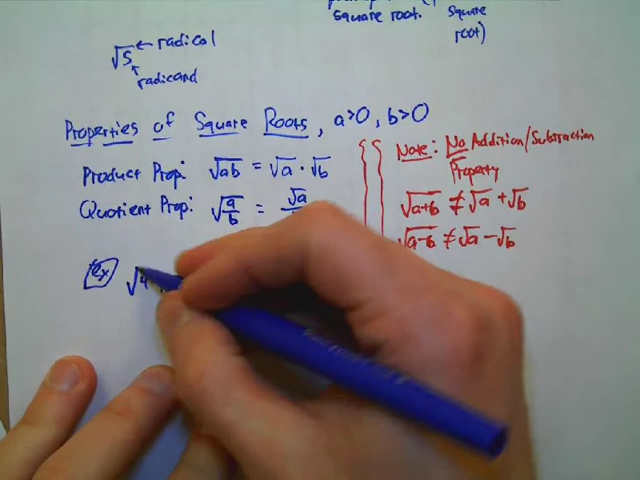 square root.
square
root)
√5 ← radical
radicand
Properties of Square Roots, a>0, b>0
Product Prop: √ab = √a · √b
Quotient Prop: √a/b = √a
Note: No Addition/Subtraction
Property
√a+b ≠ √a + √b
√a-b ≠ √a - √b
ex
√4